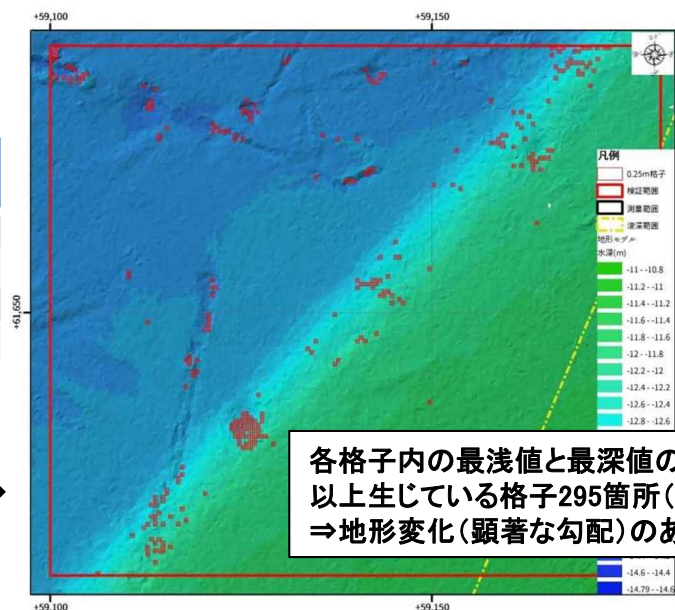 +59,100
+59,150
凡例
0.25m格子
検証範囲
測量範囲
浚深範囲
地形モデル
水深(m)
-11 - -10.8
-11.2 - -11
-11.4 - -11.2
-11.6 - -11.4
-11.8 - -11.6
-12 - -11.8
-12.2 - -12
-12.4 - -12.2
-12.6 - -12.4
-12.8 - -12.6
+61,650
各格子内の最浅値と最深値の
以上生じている格子295箇所(
⇒地形変化(顕著な勾配)のあ
-14.6 - -14.4
-14.79 - -14.6
+59,100
+59,150